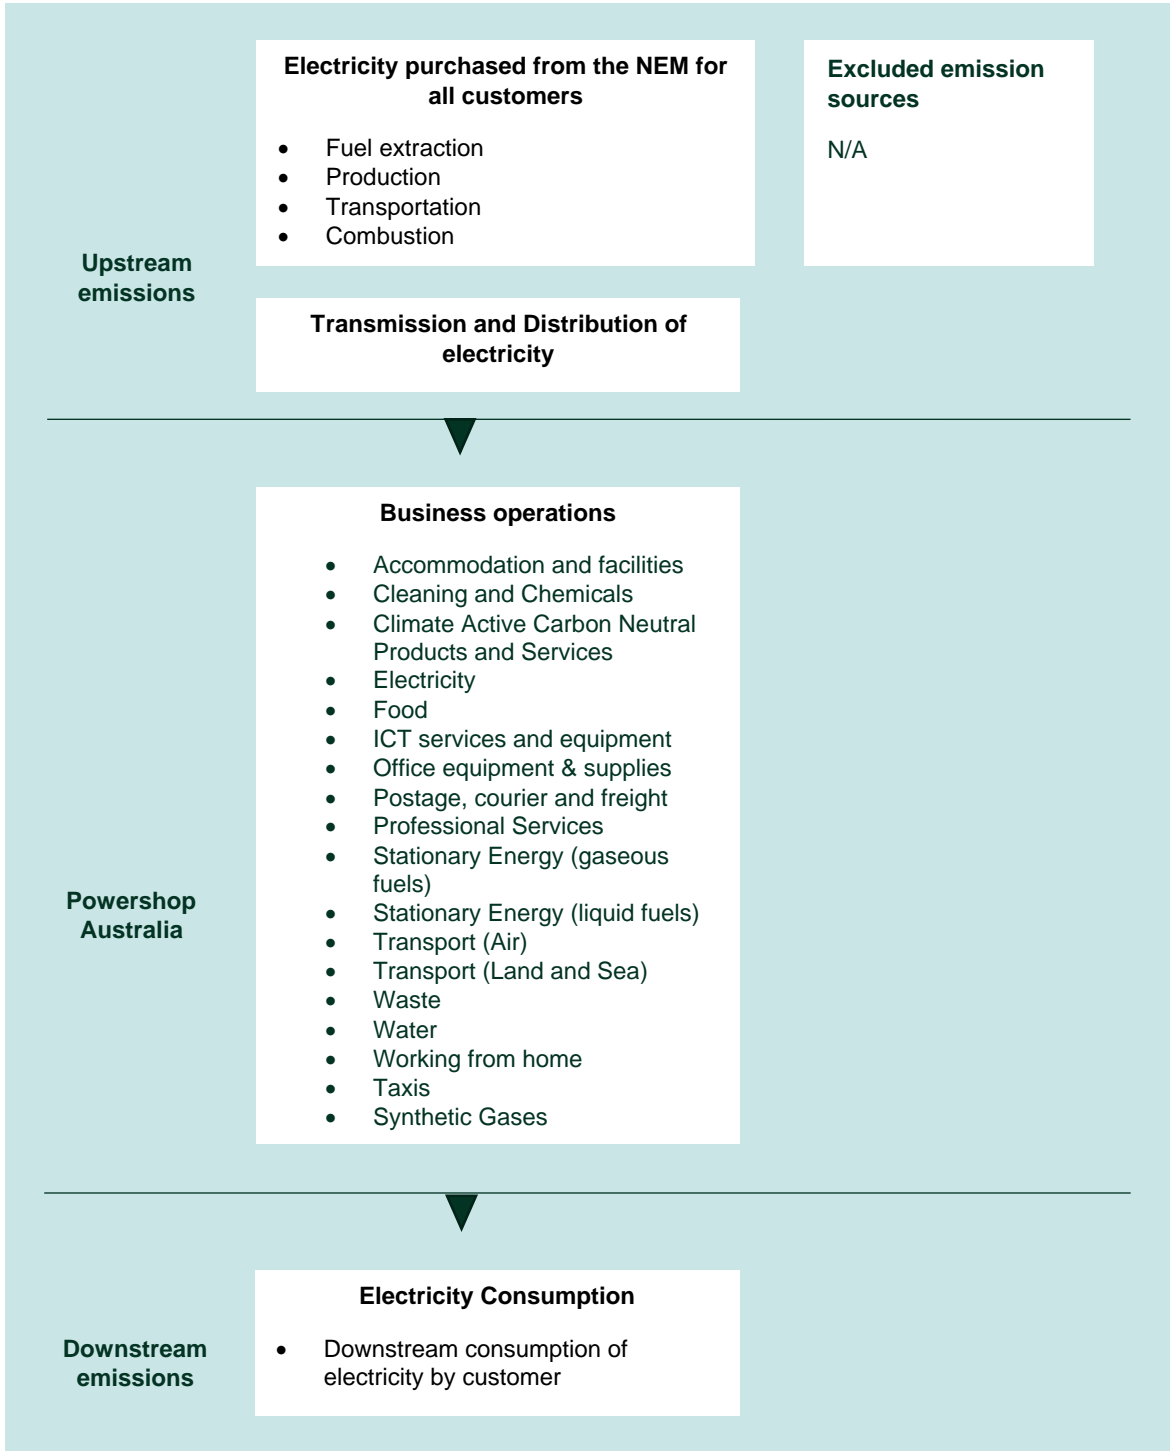 Electricity purchased from the NEM for
all customers
• Fuel extraction
• Production
• Transportation
• Combustion
Excluded emission
sources
N/A
Upstream
emissions
Transmission and Distribution of
electricity
Business operations
• Accommodation and facilities
• Cleaning and Chemicals
• Climate Active Carbon Neutral
Products and Services
• Electricity
• Food
• ICT services and equipment
• Office equipment & supplies
• Postage, courier and freight
• Professional Services
• Stationary Energy (gaseous
fuels)
• Stationary Energy (liquid fuels)
• Transport (Air)
• Transport (Land and Sea)
• Waste
• Water
• Working from home
• Taxis
• Synthetic Gases
Powershop
Australia
Electricity Consumption
• Downstream consumption of
electricity by customer
Downstream
emissions